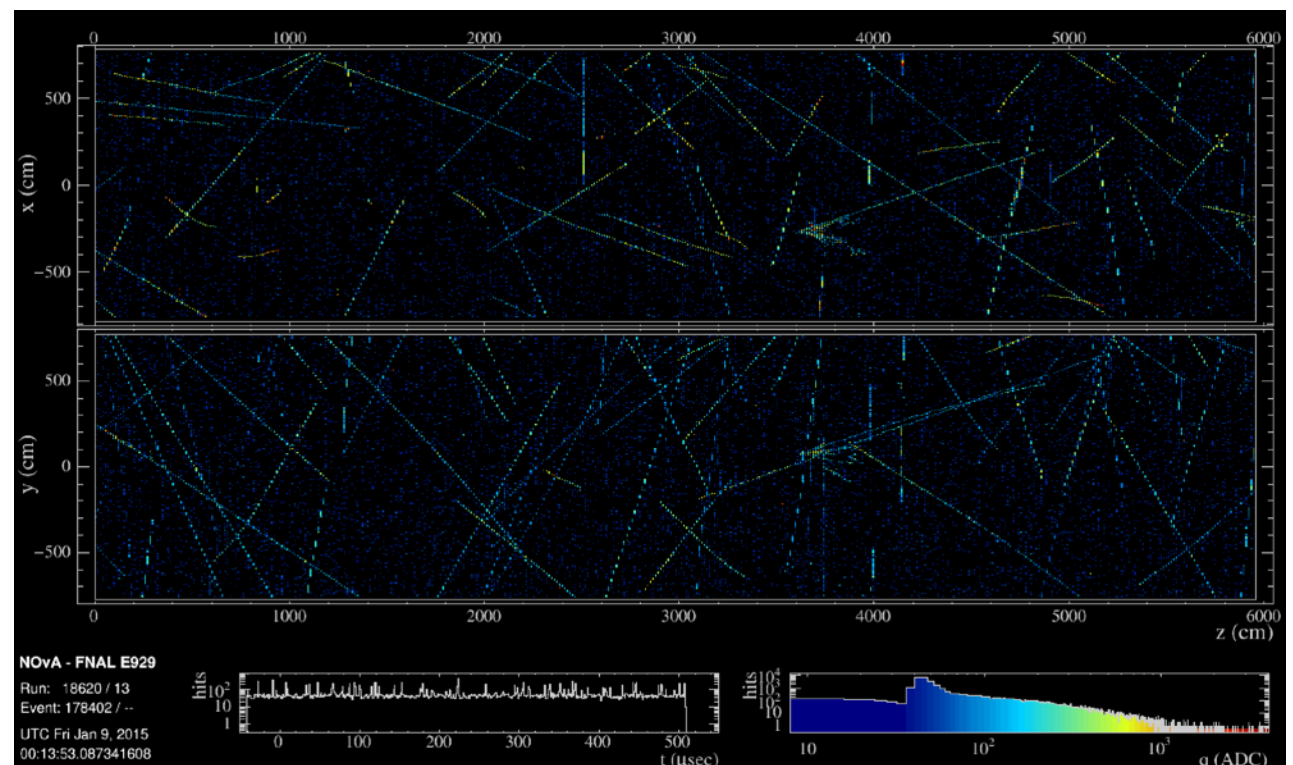 0 1000 2000 3000 4000 5000 6000
500
0
−500
x (cm)
500
0
−500
y (cm)
0 1000 2000 3000 4000 5000 6000
z (cm)
NOvA - FNAL E929
Run: 18620 / 13
Event: 178402 / --
UTC Fri Jan 9, 2015
00:13:53.087341608
hits
10²
10
1
0 100 200 300 400 500
t (μsec)
hits
10⁴
10³
10²
10
1
10 10² 10³
q (ADC)